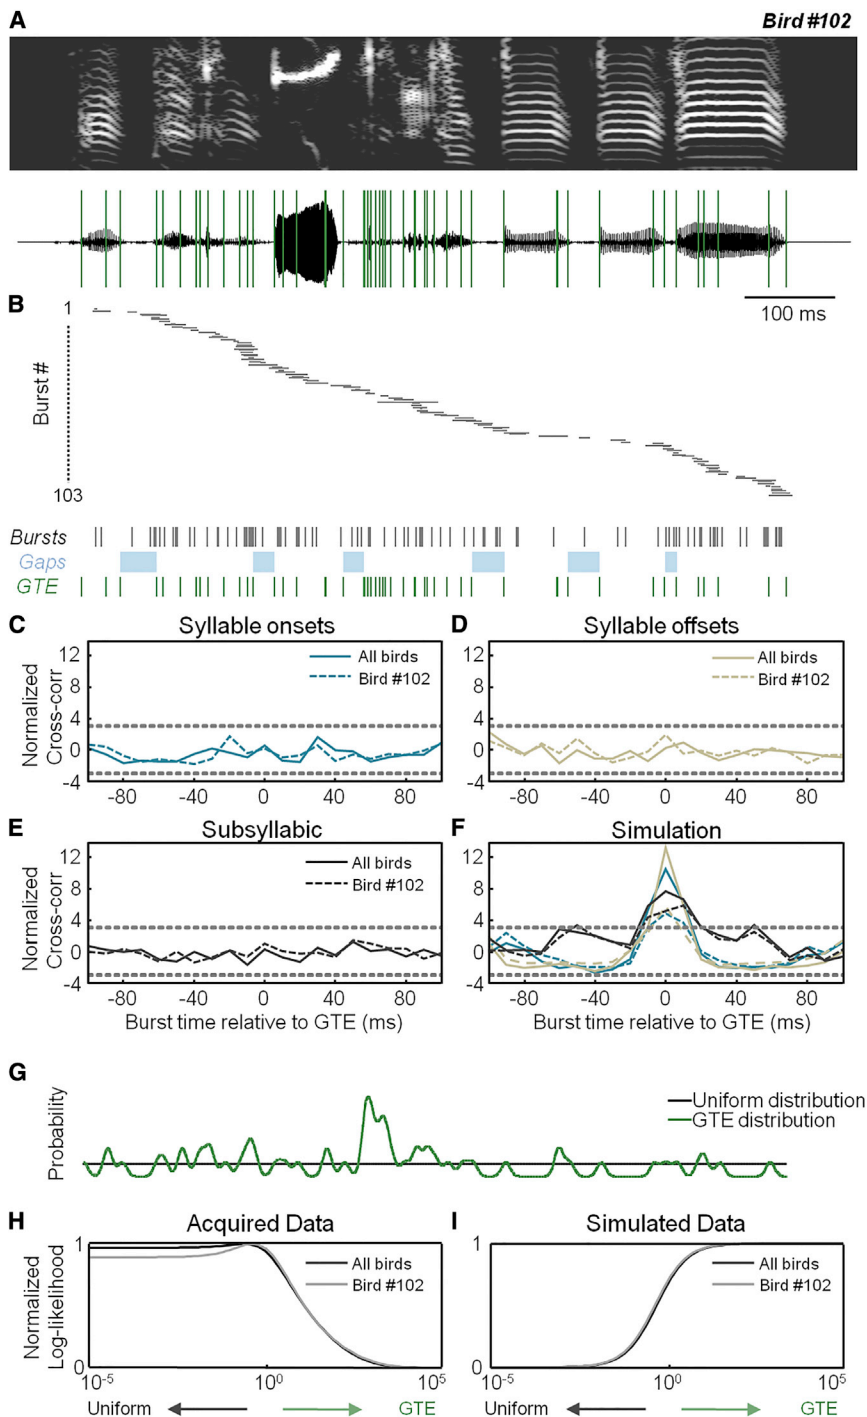 A
Bird #102
100 ms
B
1
Burst #
103
Bursts
Gaps
GTE
C
Syllable onsets
Normalized
Cross-corr
12
8
4
0
-4
All birds
Bird #102
-80
-40
0
40
80
D
Syllable offsets
12
8
4
0
-4
All birds
Bird #102
-80
-40
0
40
80
E
Subsyllabic
Normalized
Cross-corr
12
8
4
0
-4
All birds
Bird #102
-80
-40
0
40
80
Burst time relative to GTE (ms)
F
Simulation
12
8
4
0
-4
-80
-40
0
40
80
Burst time relative to GTE (ms)
G
Probability
Uniform distribution
GTE distribution
H
Acquired Data
Normalized
Log-likelihood
1
0
All birds
Bird #102
10-5
100
105
Uniform
GTE
I
Simulated Data
1
0
All birds
Bird #102
10-5
100
105
Uniform
GTE